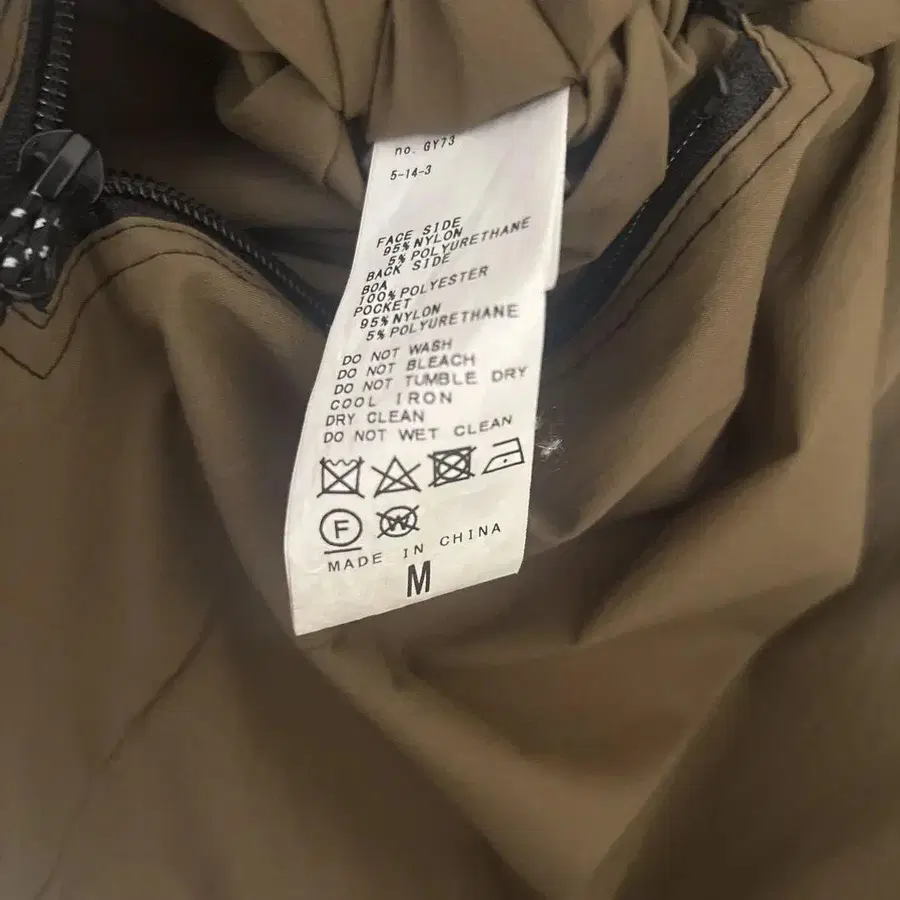 no. GY73
5-14-3
FACE SIDE
95%NYLON
5%POLYURETHANE
BACK SIDE
BOA
100%POLYESTER
POCKET
95%NYLON
5%POLYURETHANE
DO NOT WASH
DO NOT BLEACH
DO NOT TUMBLE DRY
COOL IRON
DRY CLEAN
DO NOT WET CLEAN
F W
MADE IN CHINA
M